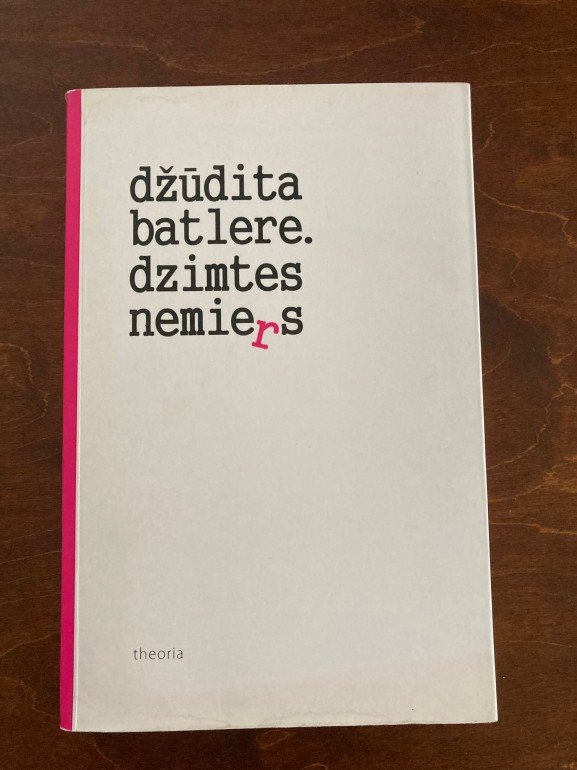 džūdita
batlere.
dzimtes
nemiers
theoria